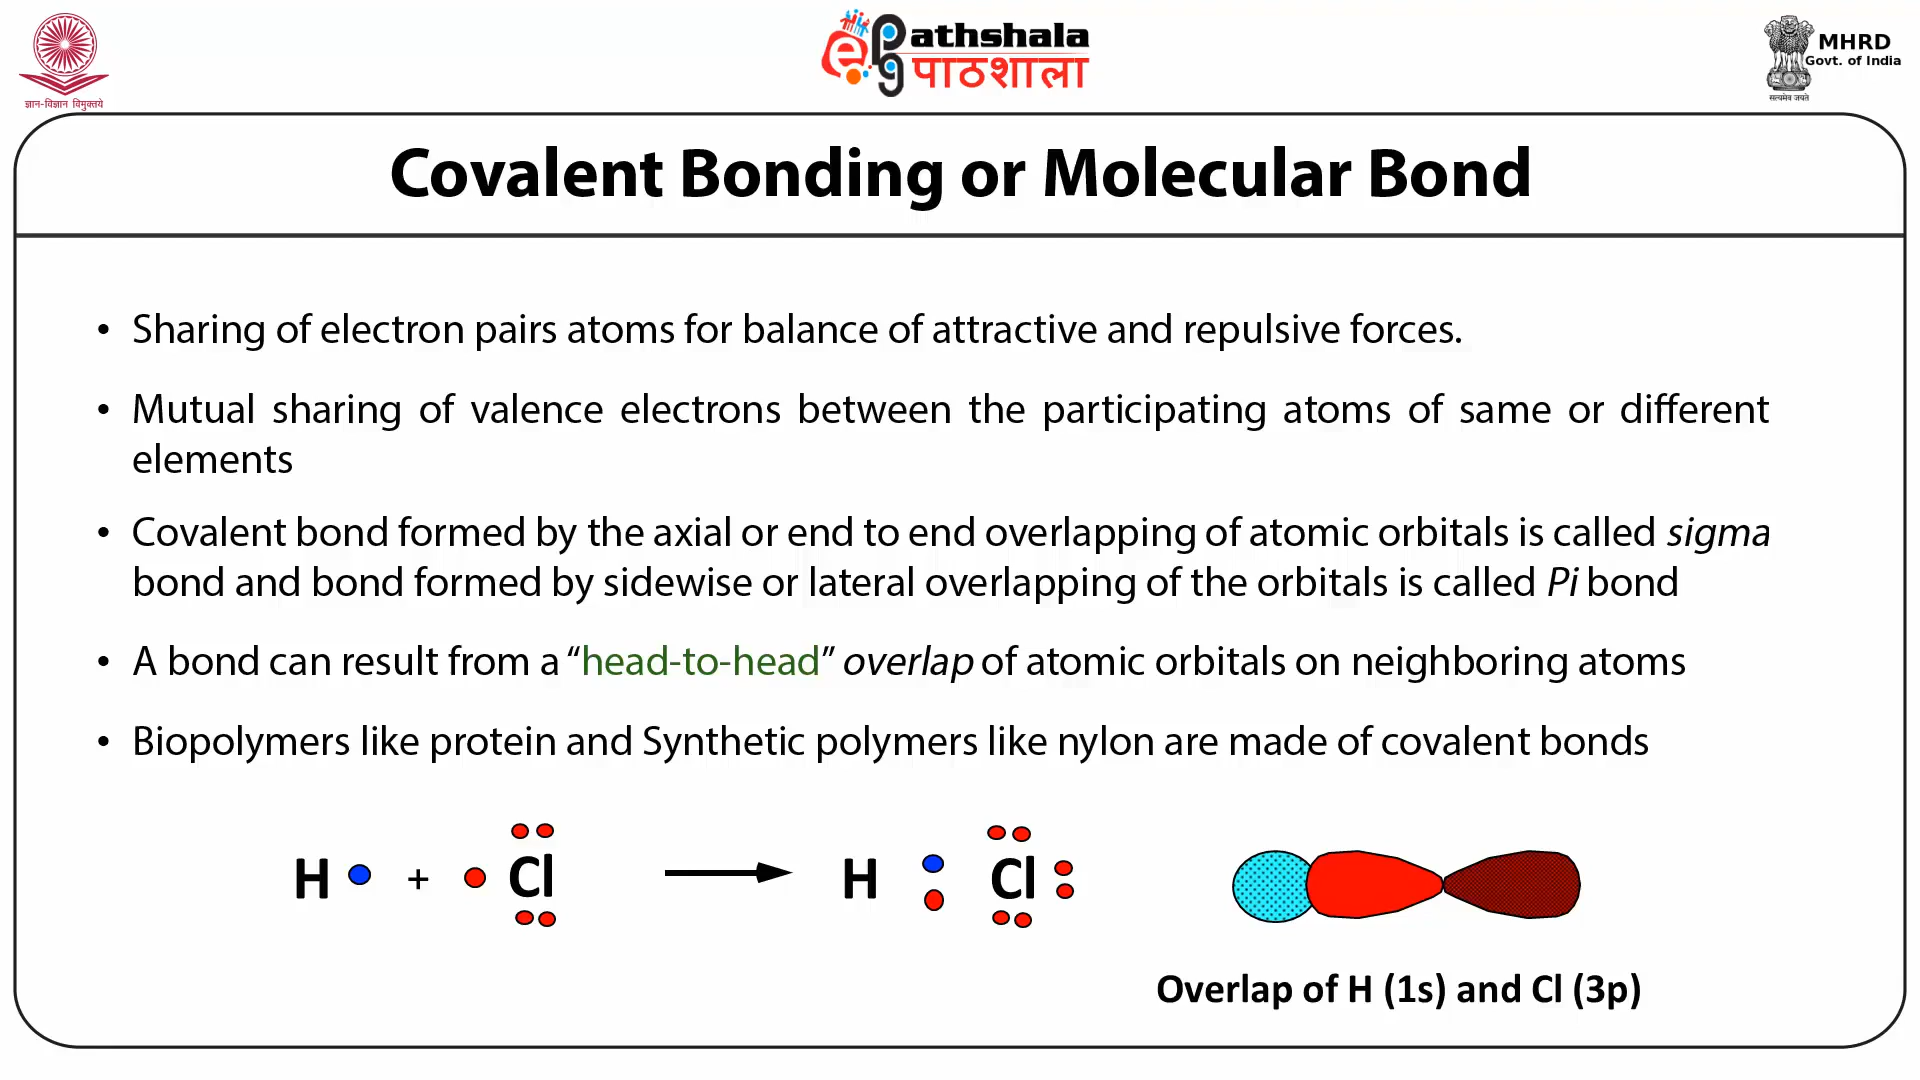 ज्ञान-विज्ञान विमुक्तये
ePathshala
पाठशाला
MHRD
Govt. of India
सत्यमेव जयते
Covalent Bonding or Molecular Bond
• Sharing of electron pairs atoms for balance of attractive and repulsive forces.
• Mutual sharing of valence electrons between the participating atoms of same or different
elements
• Covalent bond formed by the axial or end to end overlapping of atomic orbitals is called sigma
bond and bond formed by sidewise or lateral overlapping of the orbitals is called Pi bond
• A bond can result from a “head-to-head” overlap of atomic orbitals on neighboring atoms
• Biopolymers like protein and Synthetic polymers like nylon are made of covalent bonds
H + Cl H Cl
Overlap of H (1s) and Cl (3p)